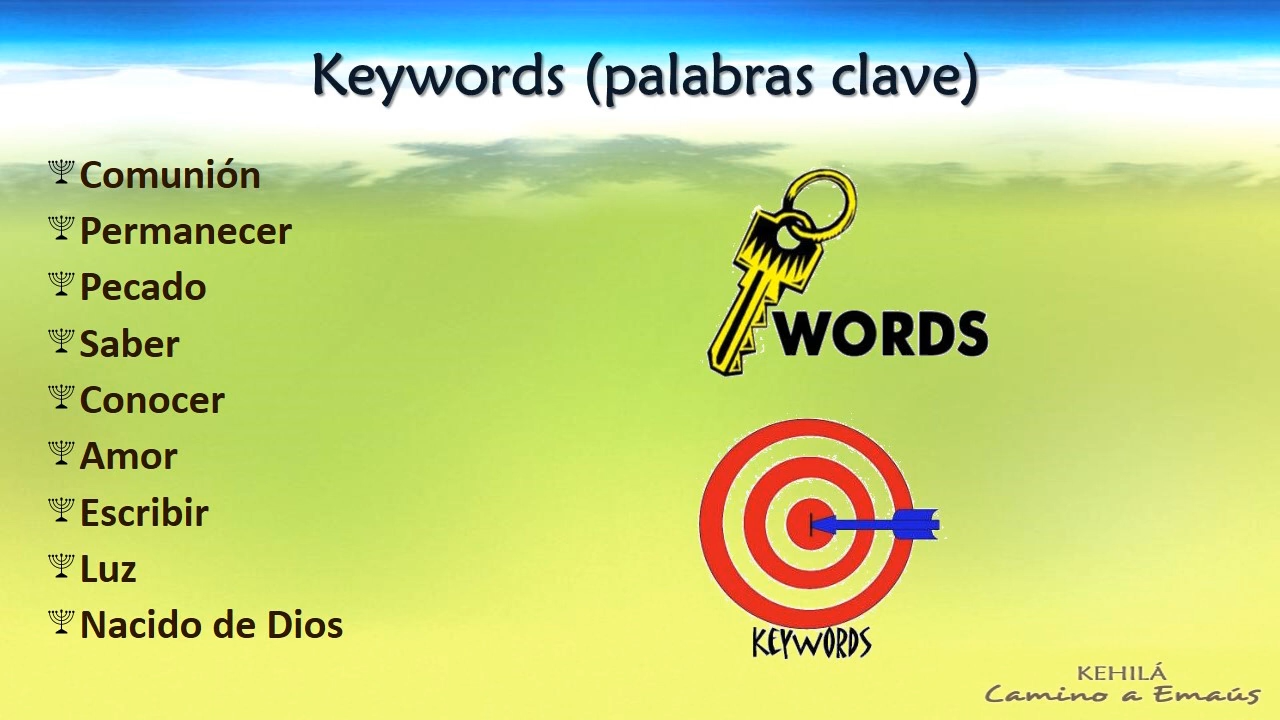 Keywords (palabras clave)
Comunión
Permanecer
Pecado
Saber
Conocer
Amor
Escribir
Luz
Nacido de Dios
WORDS
KEYWORDS
KEHILÁ
Camino a Emaús